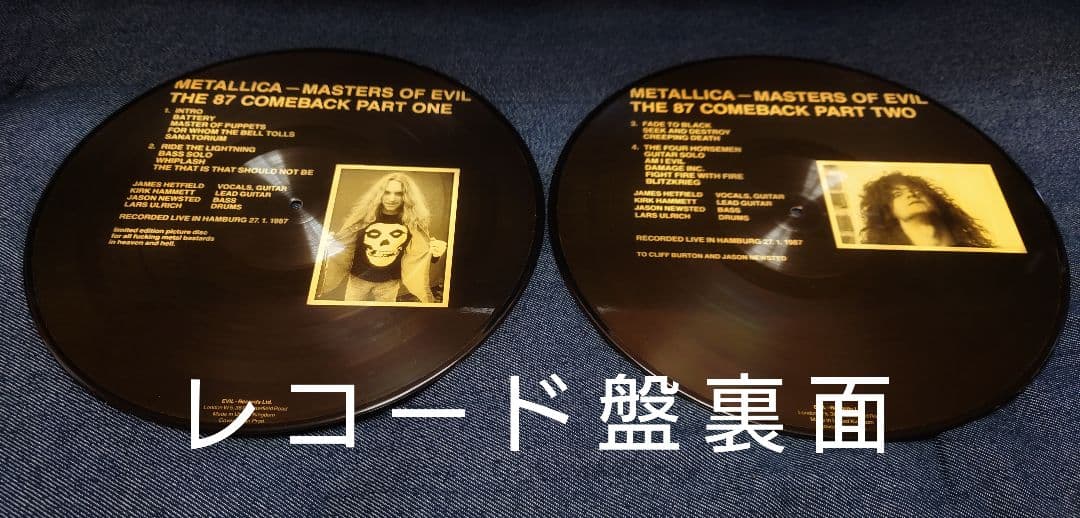 METALLICA—MASTERS OF EVIL
THE 87 COMEBACK PART ONE
1. INTRO
BATTERY
MASTER OF PUPPETS
FOR WHOM THE BELL TOLLS
SANATORIUM
2. RIDE THE LIGHTNING
BASS SOLO
WHIPLASH
THE THAT IS THAT SHOULD NOT BE
JAMES HETFIELD VOCALS, GUITAR
KIRK HAMMETT LEAD GUITAR
JASON NEWSTED BASS
LARS ULRICH DRUMS
RECORDED LIVE IN HAMBURG 27. 1. 1987
limited edition picture disc
for all fucking metal bastards
in heaven and hell.
EVIL - Records Ltd.
London W 5, 38
Made in United Kingdom
METALLICA—MASTERS OF EVIL
THE 87 COMEBACK PART TWO
3. FADE TO BLACK
SEEK AND DESTROY
CREEPING DEATH
4. THE FOUR HORSEMEN
GUITAR SOLO
AM I EVIL
DAMAGE INC.
FIGHT FIRE WITH FIRE
BLITZKRIEG
JAMES HETFIELD VOCALS, GUITAR
KIRK HAMMETT LEAD GUITAR
JASON NEWSTED BASS
LARS ULRICH DRUMS
RECORDED LIVE IN HAMBURG 27. 1. 1987
TO CLIFF BURTON AND JASON NEWSTED
レコード盤裏面